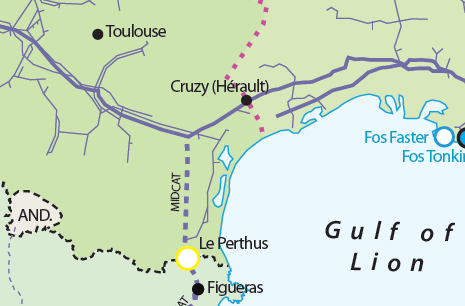 Toulouse
Cruzy (Hérault)
Fos Faster
Fos Tonkin
MIDCAT
AND.
Le Perthus
Gulf of
Lion
Figueras